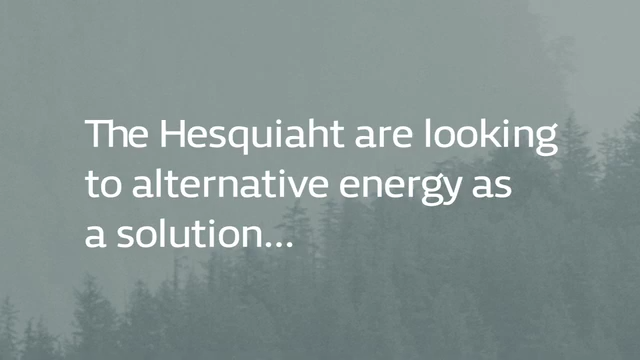 The Hesquiaht are looking
to alternative energy as
a solution...